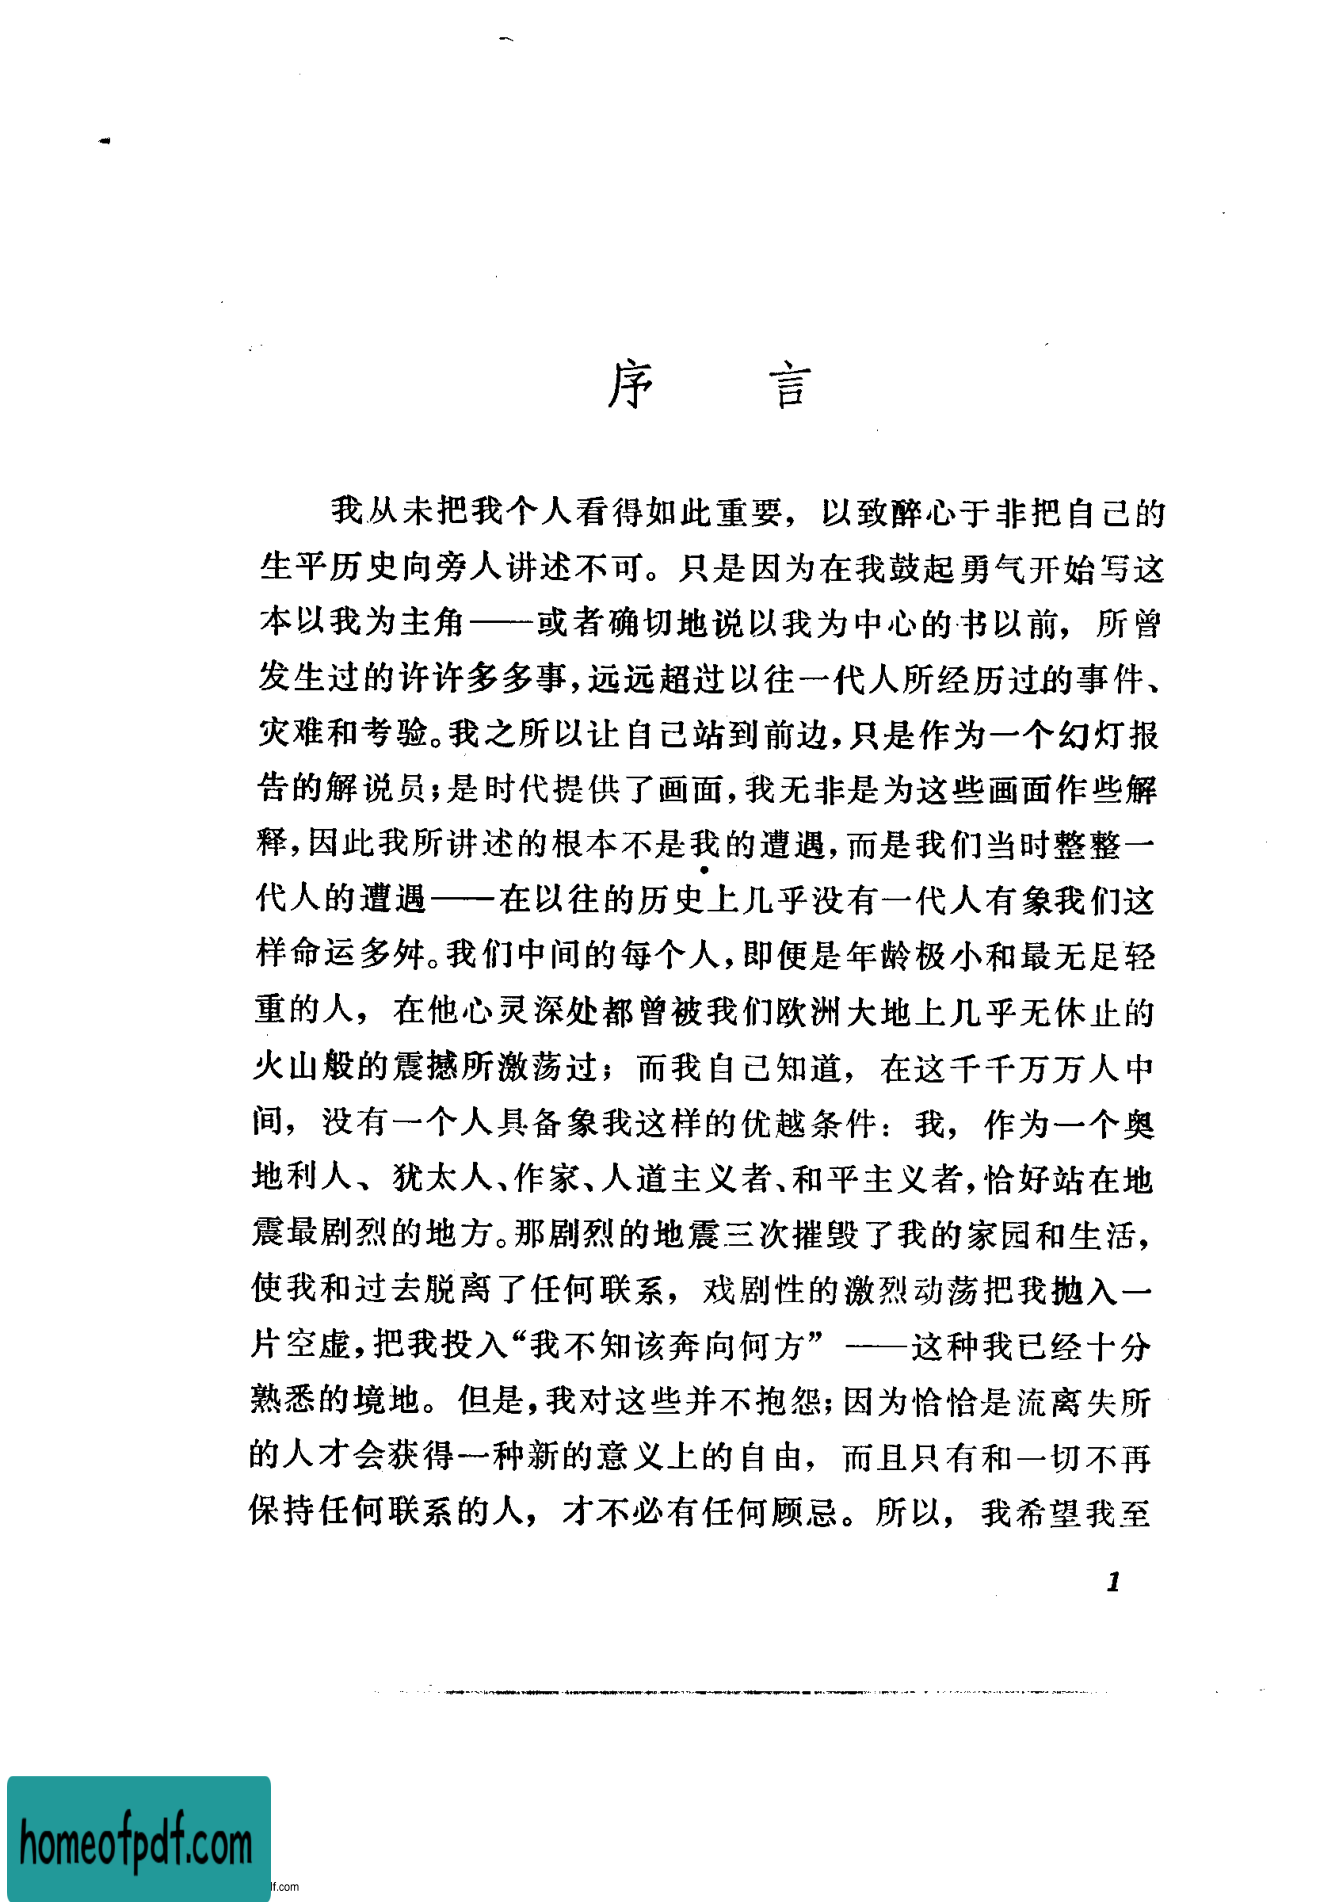 序言
我从未把我个人看得如此重要，以致醉心于非把自己的
生平历史向旁人讲述不可。只是因为在我鼓起勇气开始写这
本以我为主角——或者确切地说以我为中心的书以前，所曾
发生过的许许多多事，远远超过以往一代人所经历过的事件、
灾难和考验。我之所以让自己站到前边，只是作为一个幻灯报
告的解说员；是时代提供了画面，我无非是为这些画面作些解
释，因此我所讲述的根本不是我的遭遇，而是我们当时整整一
代人的遭遇——在以往的历史上几乎没有一代人有象我们这
样命运多舛。我们中间的每个人，即便是年龄极小和最无足轻
重的人，在他心灵深处都曾被我们欧洲大地上几乎无休止的
火山般的震撼所激荡过；而我自己知道，在这千千万万人中
间，没有一个人具备象我这样的优越条件：我，作为一个奥
地利人、犹太人、作家、人道主义者、和平主义者，恰好站在地
震最剧烈的地方。那剧烈的地震三次摧毁了我的家园和生活，
使我和过去脱离了任何联系，戏剧性的激烈动荡把我抛入一
片空虚，把我投入“我不知该奔向何方”——这种我已经十分
熟悉的境地。但是，我对这些并不抱怨；因为恰恰是流离失所
的人才会获得一种新的意义上的自由，而且只有和一切不再
保持任何联系的人，才不必有任何顾忌。所以，我希望我至
1
homeofpdf.com
lf.com